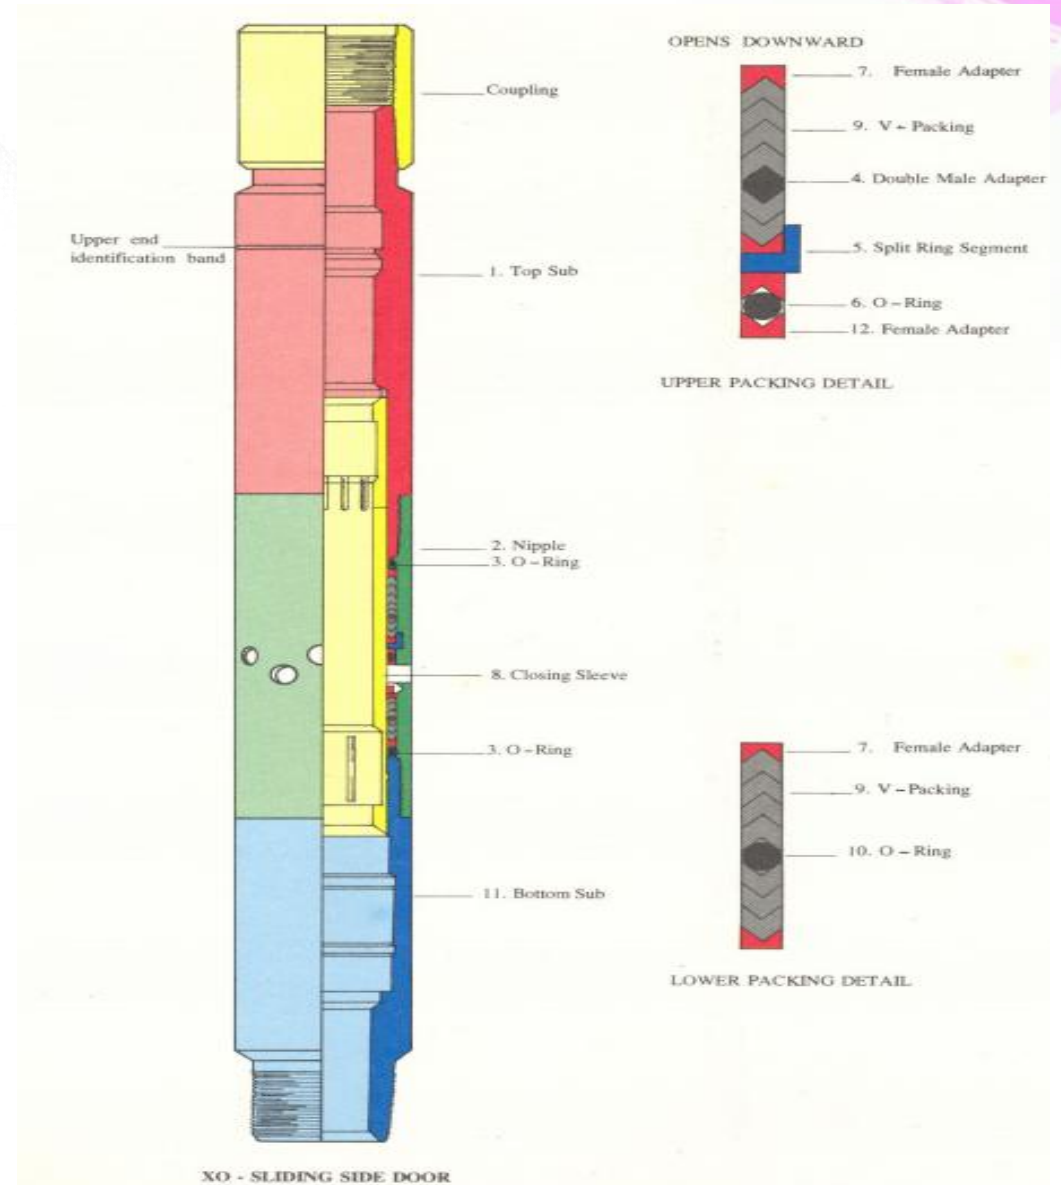 Coupling
Upper end
identification band
1. Top Sub
2. Nipple
3. O-Ring
8. Closing Sleeve
3. O-Ring
11. Bottom Sub
XO - SLIDING SIDE DOOR
OPENS DOWNWARD
7. Female Adapter
9. V-Packing
4. Double Male Adapter
5. Split Ring Segment
6. O-Ring
12. Female Adapter
UPPER PACKING DETAIL
7. Female Adapter
9. V-Packing
10. O-Ring
LOWER PACKING DETAIL